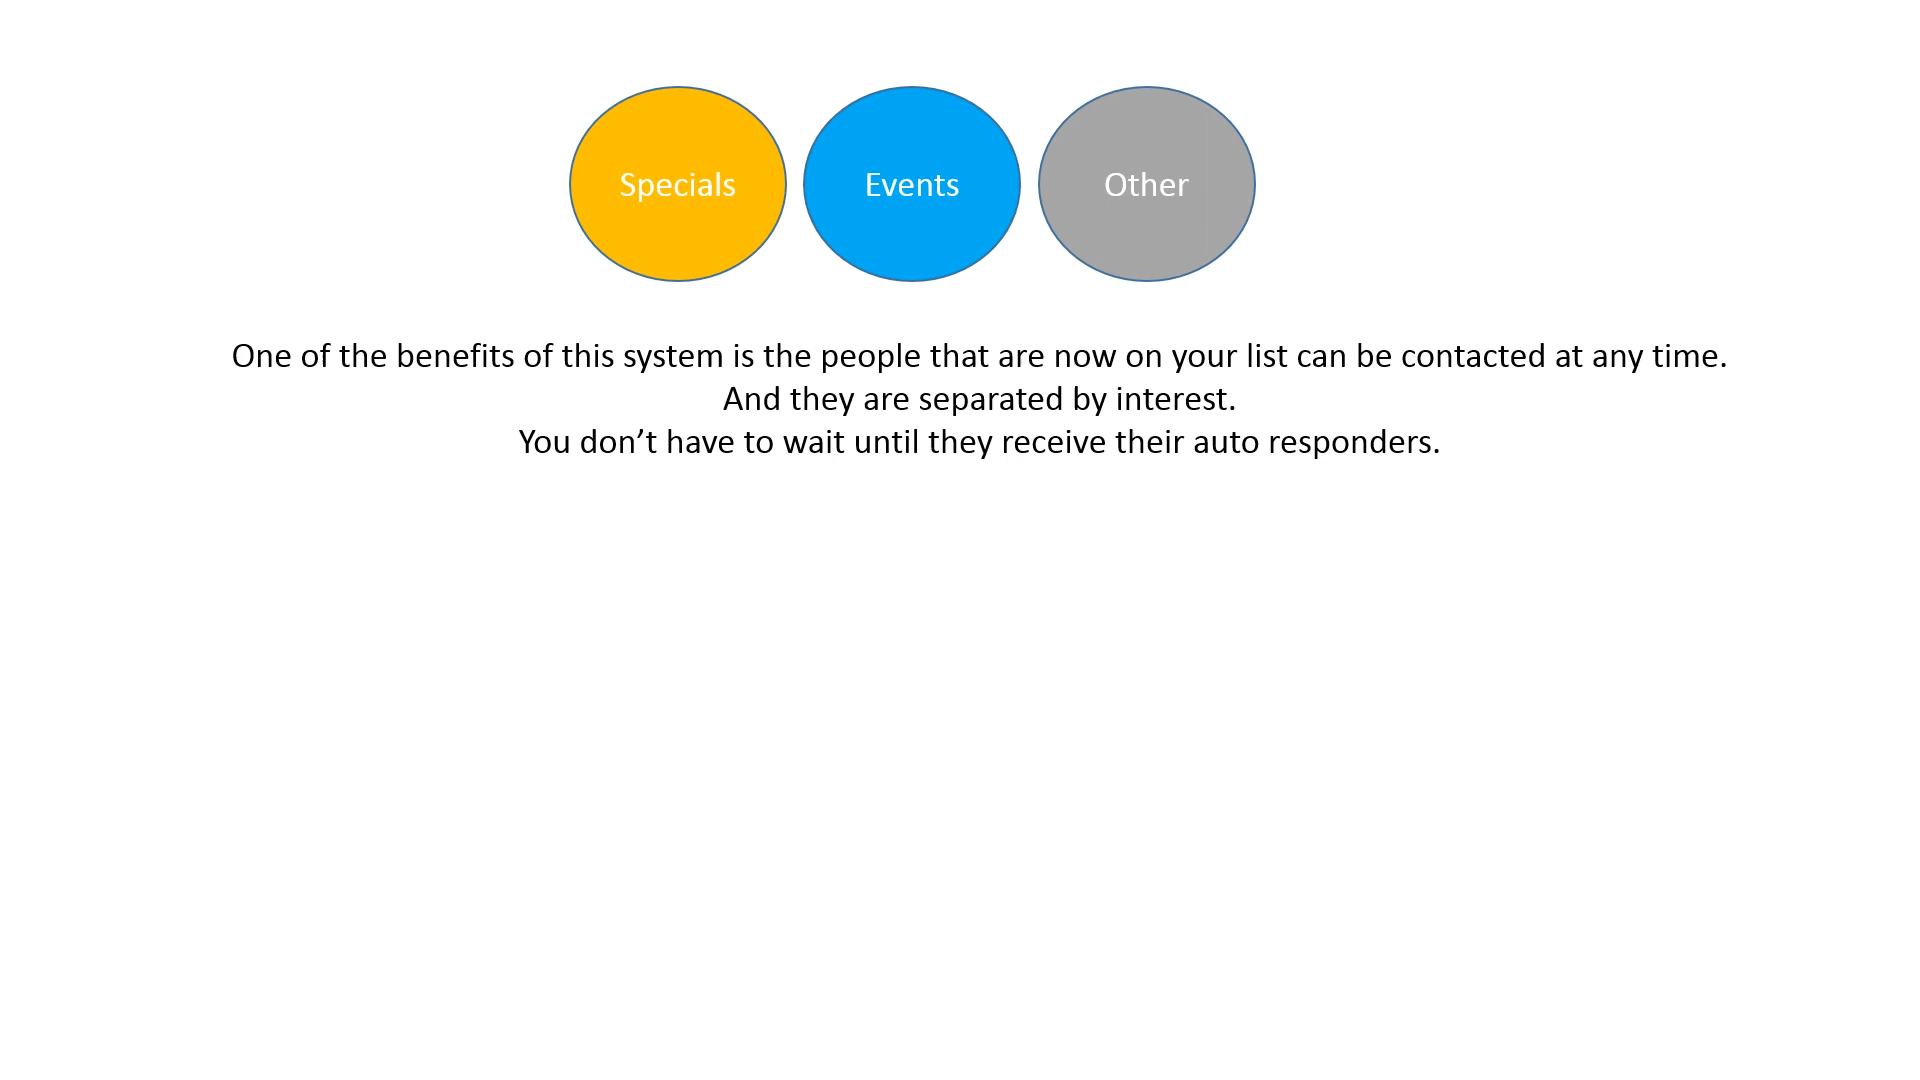 Specials
Events
Other
One of the benefits of this system is the people that are now on your list can be contacted at any time.
And they are separated by interest.
You don’t have to wait until they receive their auto responders.